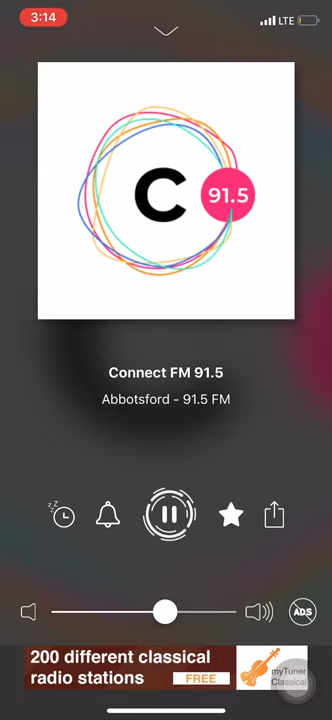 3:14
LTE
C
91.5
Connect FM 91.5
Abbotsford - 91.5 FM
zzz
ADS
200 different classical
radio stations
FREE
myTuner
Classical